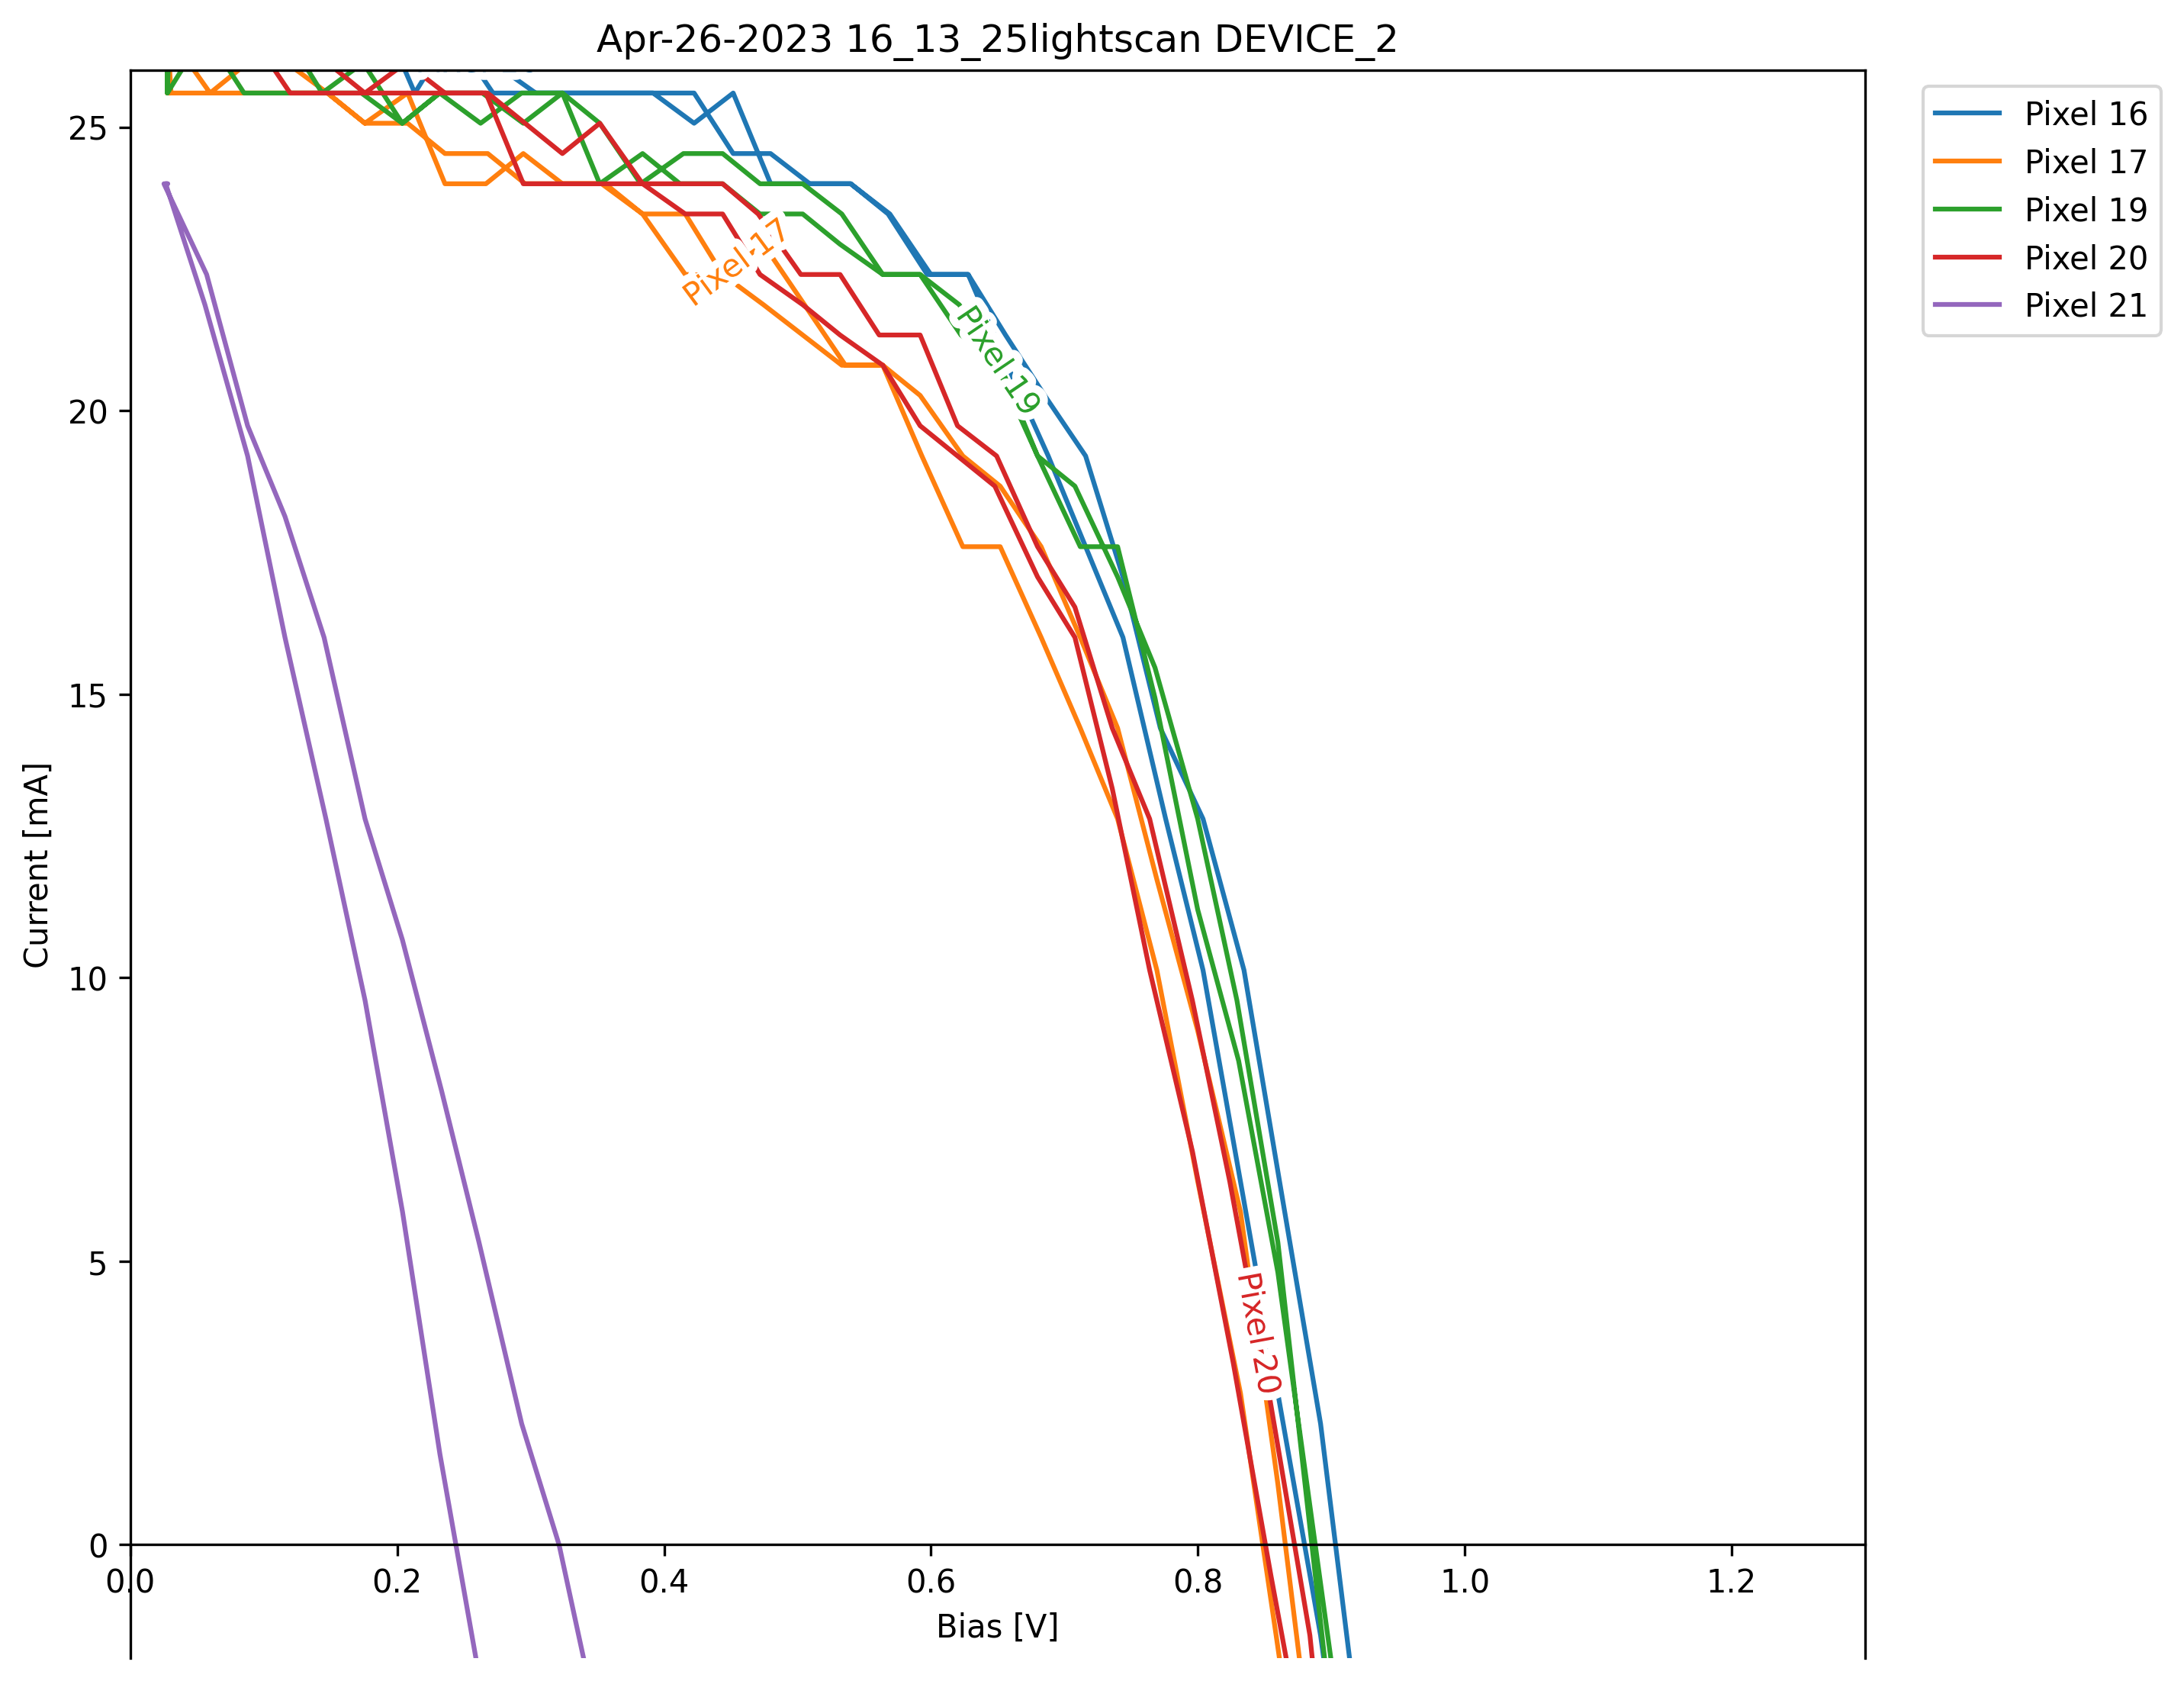 Apr-26-2023 16_13_25lightscan DEVICE_2
Pixel 16
Pixel 17
Pixel 19
Pixel 20
Pixel 21
25
20
15
10
5
0
Current [mA]
Pixel 17
Pixel 19
Pixel 20
0.0 0.2 0.4 0.6 0.8 1.0 1.2
Bias [V]